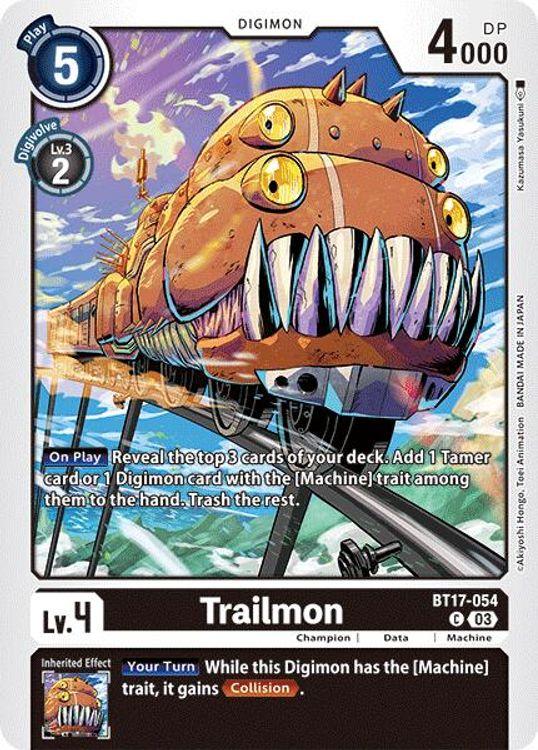 Play
5
DIGIMON
4000 DP
Digivolve
Lv.3
2
Kazumasa Yasukuni
©Akiyoshi Hongo, Toei Animation BANDAI MADE IN JAPAN
On Play Reveal the top 3 cards of your deck. Add 1 Tamer
card or 1 Digimon card with the [Machine] trait among
them to the hand. Trash the rest.
Lv.4
Trailmon
BT17-054
C 03
Champion | Data | Machine
Inherited Effect
Your Turn While this Digimon has the [Machine]
trait, it gains Collision.